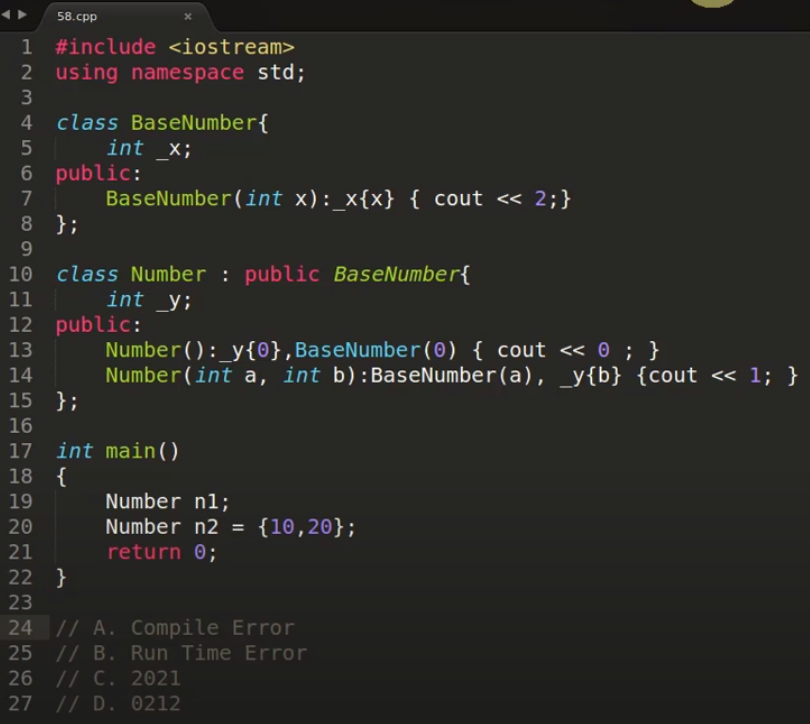 58.cpp ×
1 #include <iostream>
2 using namespace std;
3
4 class BaseNumber{
5     int _x;
6 public:
7     BaseNumber(int x):_x{x} { cout << 2;}
8 };
9
10 class Number : public BaseNumber{
11     int _y;
12 public:
13     Number():_y{0},BaseNumber(0) { cout << 0 ; }
14     Number(int a, int b):BaseNumber(a), _y{b} {cout << 1; }
15 };
16
17 int main()
18 {
19     Number n1;
20     Number n2 = {10,20};
21     return 0;
22 }
23
24 // A. Compile Error
25 // B. Run Time Error
26 // C. 2021
27 // D. 0212